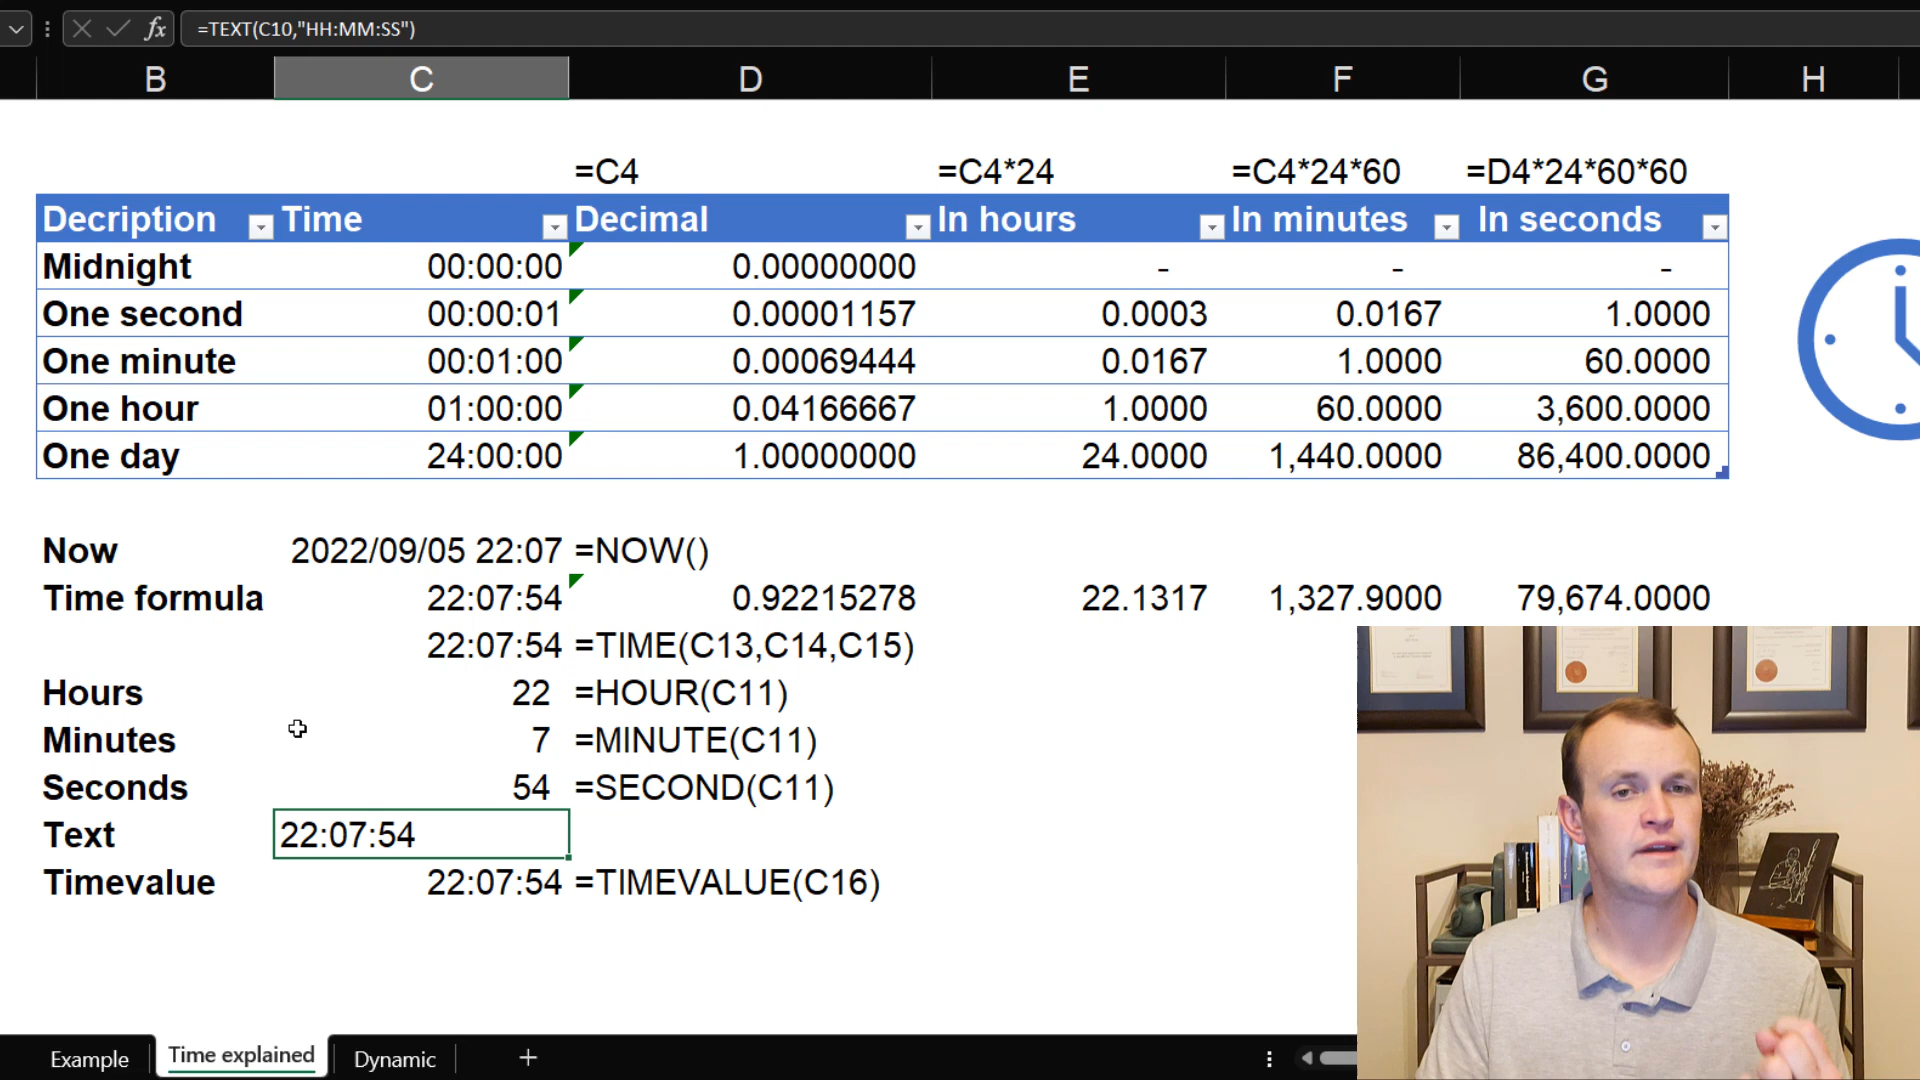 =TEXT(C10,"HH:MM:SS")
B C D E F G H
=C4 =C4*24 =C4*24*60 =D4*24*60*60
Decription Time Decimal In hours In minutes In seconds
Midnight 00:00:00 0.00000000 - - -
One second 00:00:01 0.00001157 0.0003 0.0167 1.0000
One minute 00:01:00 0.00069444 0.0167 1.0000 60.0000
One hour 01:00:00 0.04166667 1.0000 60.0000 3,600.0000
One day 24:00:00 1.00000000 24.0000 1,440.0000 86,400.0000
Now 2022/09/05 22:07 =NOW()
Time formula 22:07:54 0.92215278 22.1317 1,327.9000 79,674.0000
22:07:54 =TIME(C13,C14,C15)
Hours 22 =HOUR(C11)
Minutes 7 =MINUTE(C11)
Seconds 54 =SECOND(C11)
Text 22:07:54
Timevalue 22:07:54 =TIMEVALUE(C16)
Example Time explained Dynamic